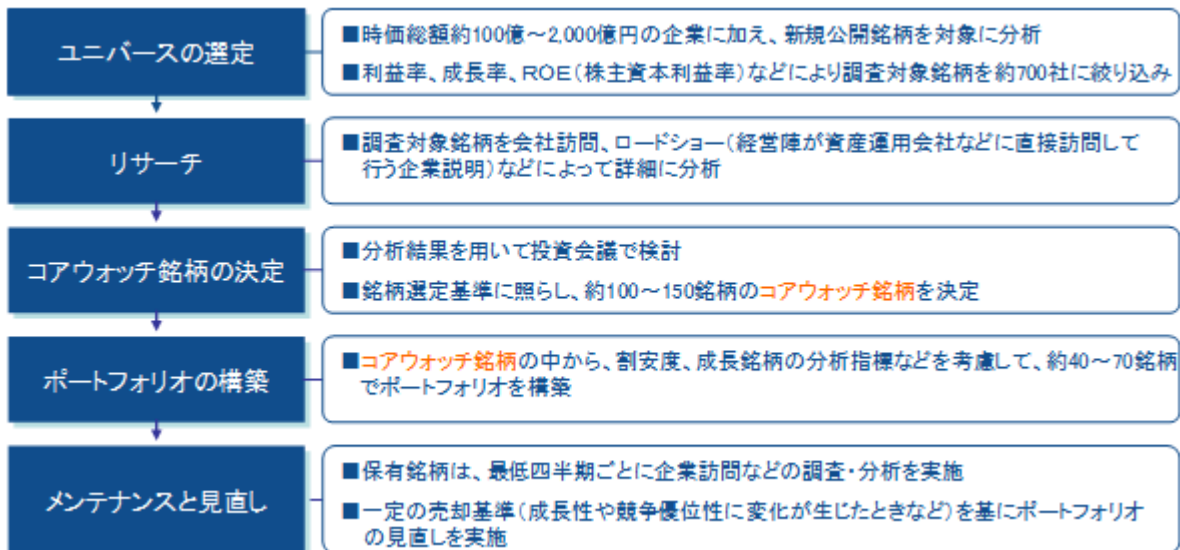 ユニバースの選定
■時価総額約100億～2,000億円の企業に加え、新規公開銘柄を対象に分析
■利益率、成長率、ROE(株主資本利益率)などにより調査対象銘柄を約700社に絞り込み
リサーチ
■調査対象銘柄を会社訪問、ロードショー(経営陣が資産運用会社などに直接訪問して
行う企業説明)などによって詳細に分析
コアウォッチ銘柄の決定
■分析結果を用いて投資会議で検討
■銘柄選定基準に照らし、約100～150銘柄のコアウォッチ銘柄を決定
ポートフォリオの構築
■コアウォッチ銘柄の中から、割安度、成長銘柄の分析指標などを考慮して、約40～70銘柄
でポートフォリオを構築
メンテナンスと見直し
■保有銘柄は、最低四半期ごとに企業訪問などの調査・分析を実施
■一定の売却基準(成長性や競争優位性に変化が生じたときなど)を基にポートフォリオ
の見直しを実施